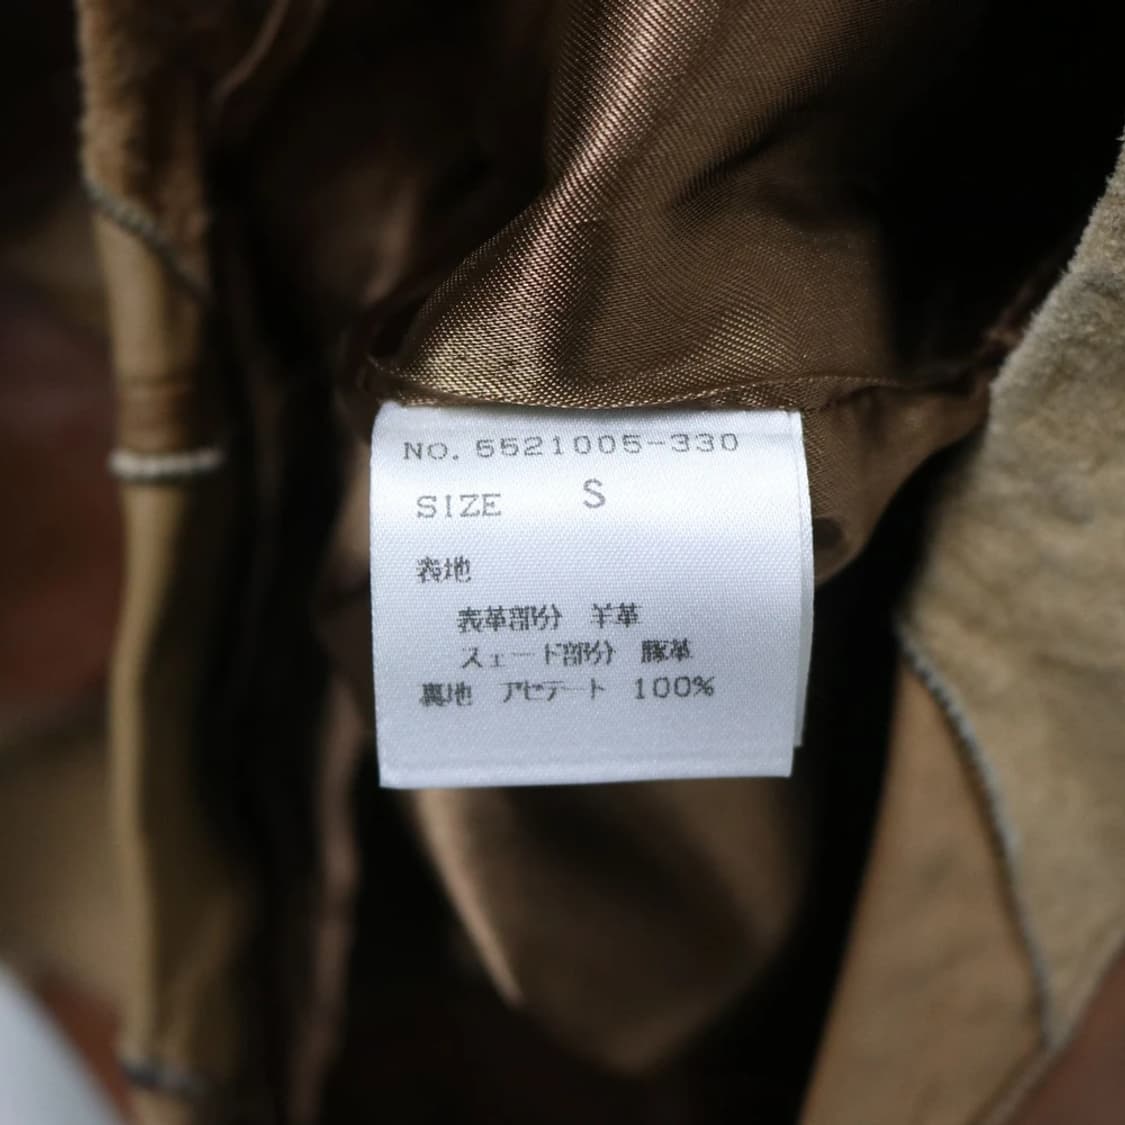 NO. 5521005-330
SIZE S
表地
表革部分 羊革
スェード部分 豚革
裏地 アセテート 100%